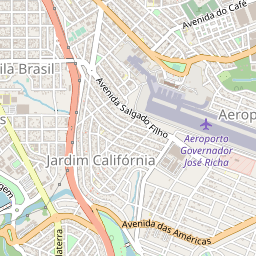 Avenida do Café
ila Brasil
Avenida Salgado Filho
Aerop
Aeroporto
Governador
José Richa
s
Jardim Califórnia
gem
Avenida das Américas
laterra